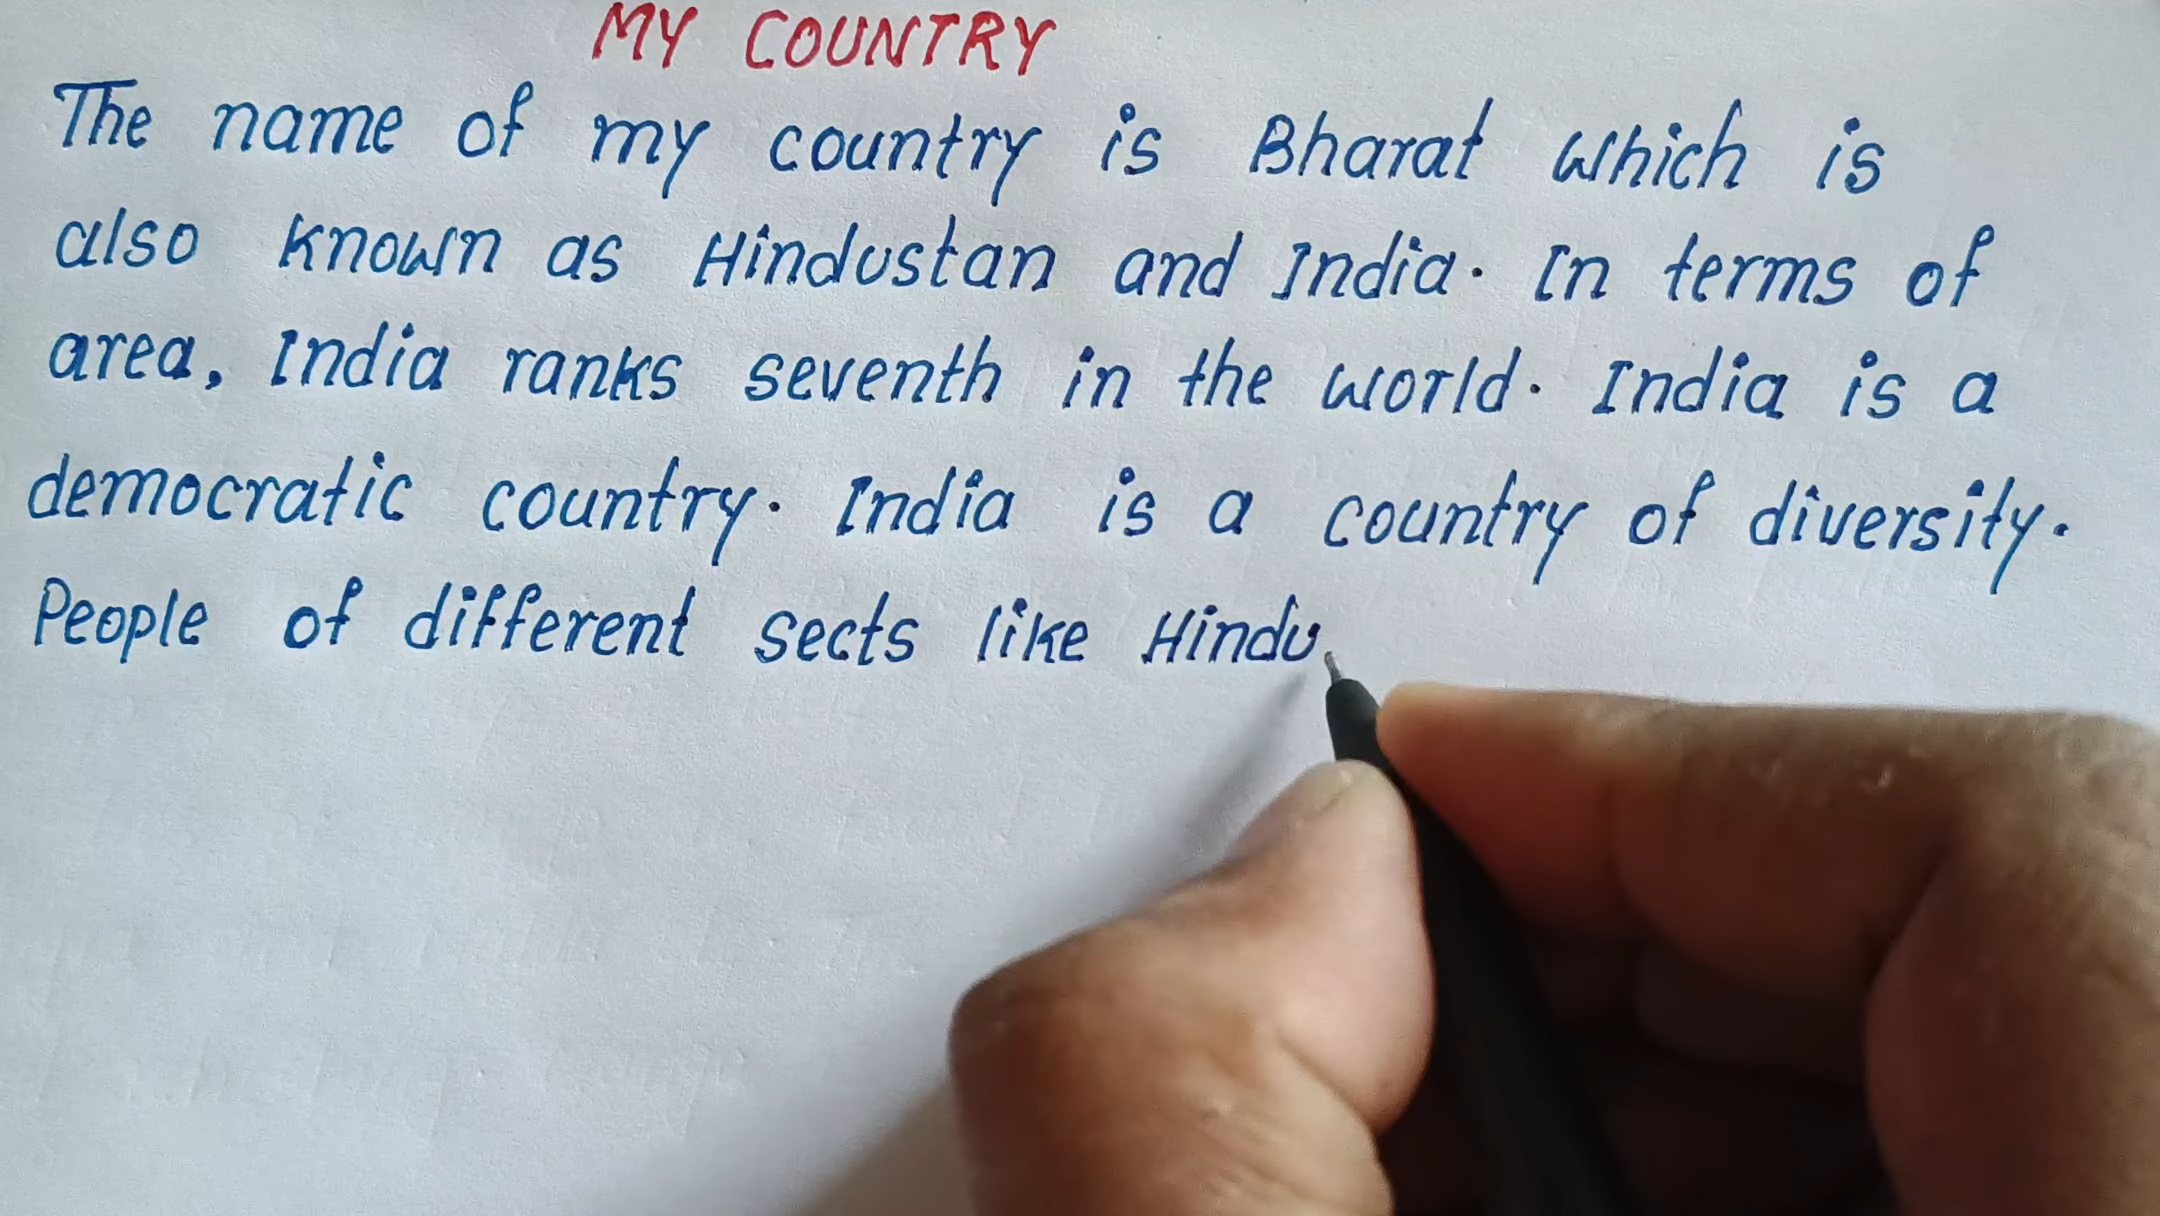 MY COUNTRY
The name of my country is Bharat which is
also known as Hindustan and India. In terms of
area, India ranks seventh in the world. India is a
democratic country. India is a country of diversity.
People of different sects like Hindu,